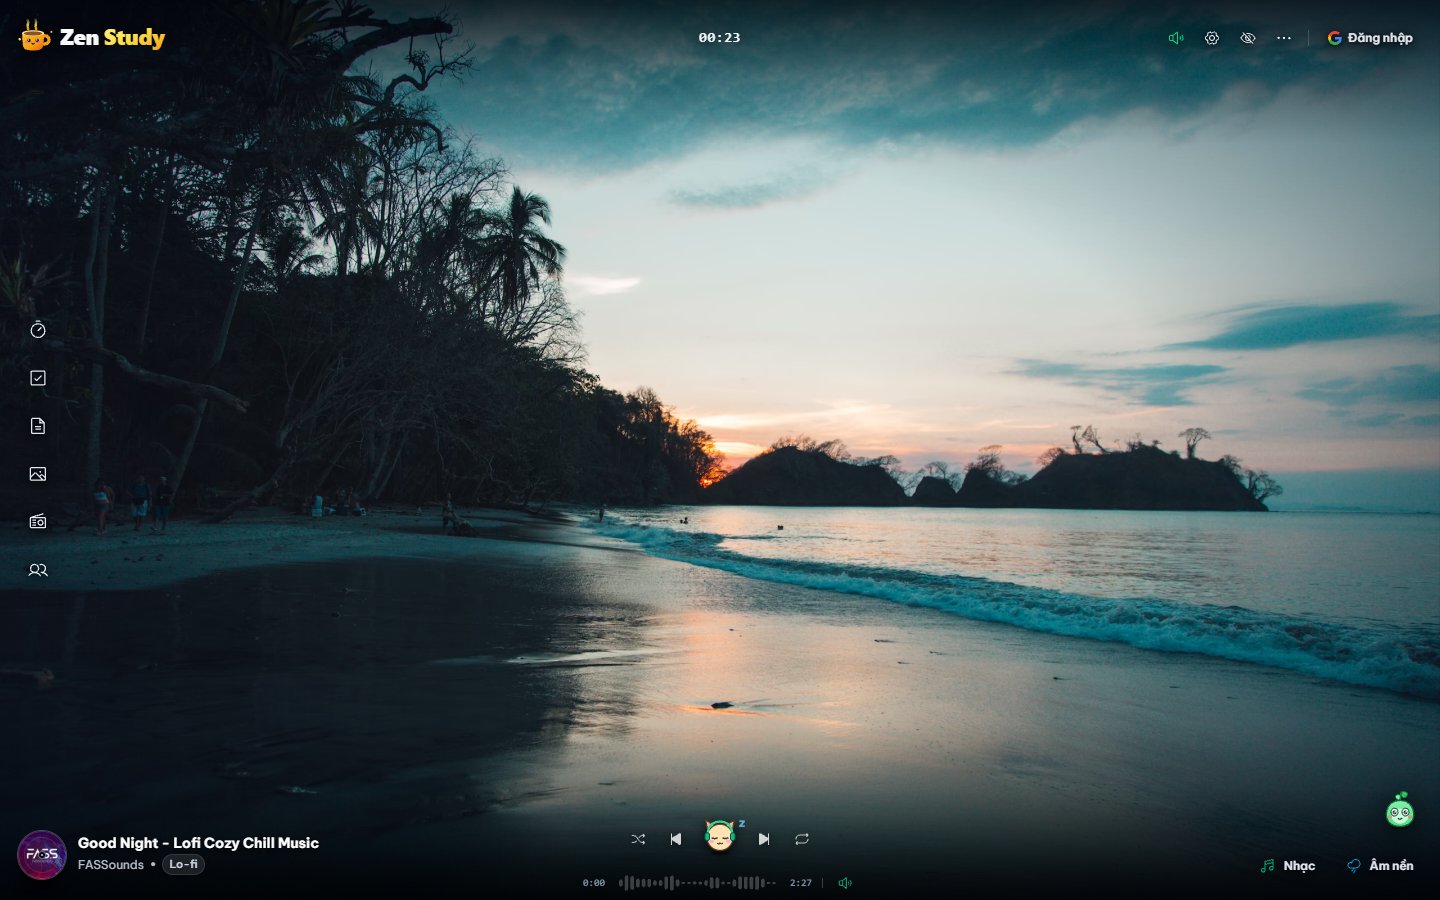 Zen Study
00:23
Đăng nhập
Good Night - Lofi Cozy Chill Music
FASSounds • Lo-fi
FASS
z
0:00
2:27
Nhạc
Âm nền